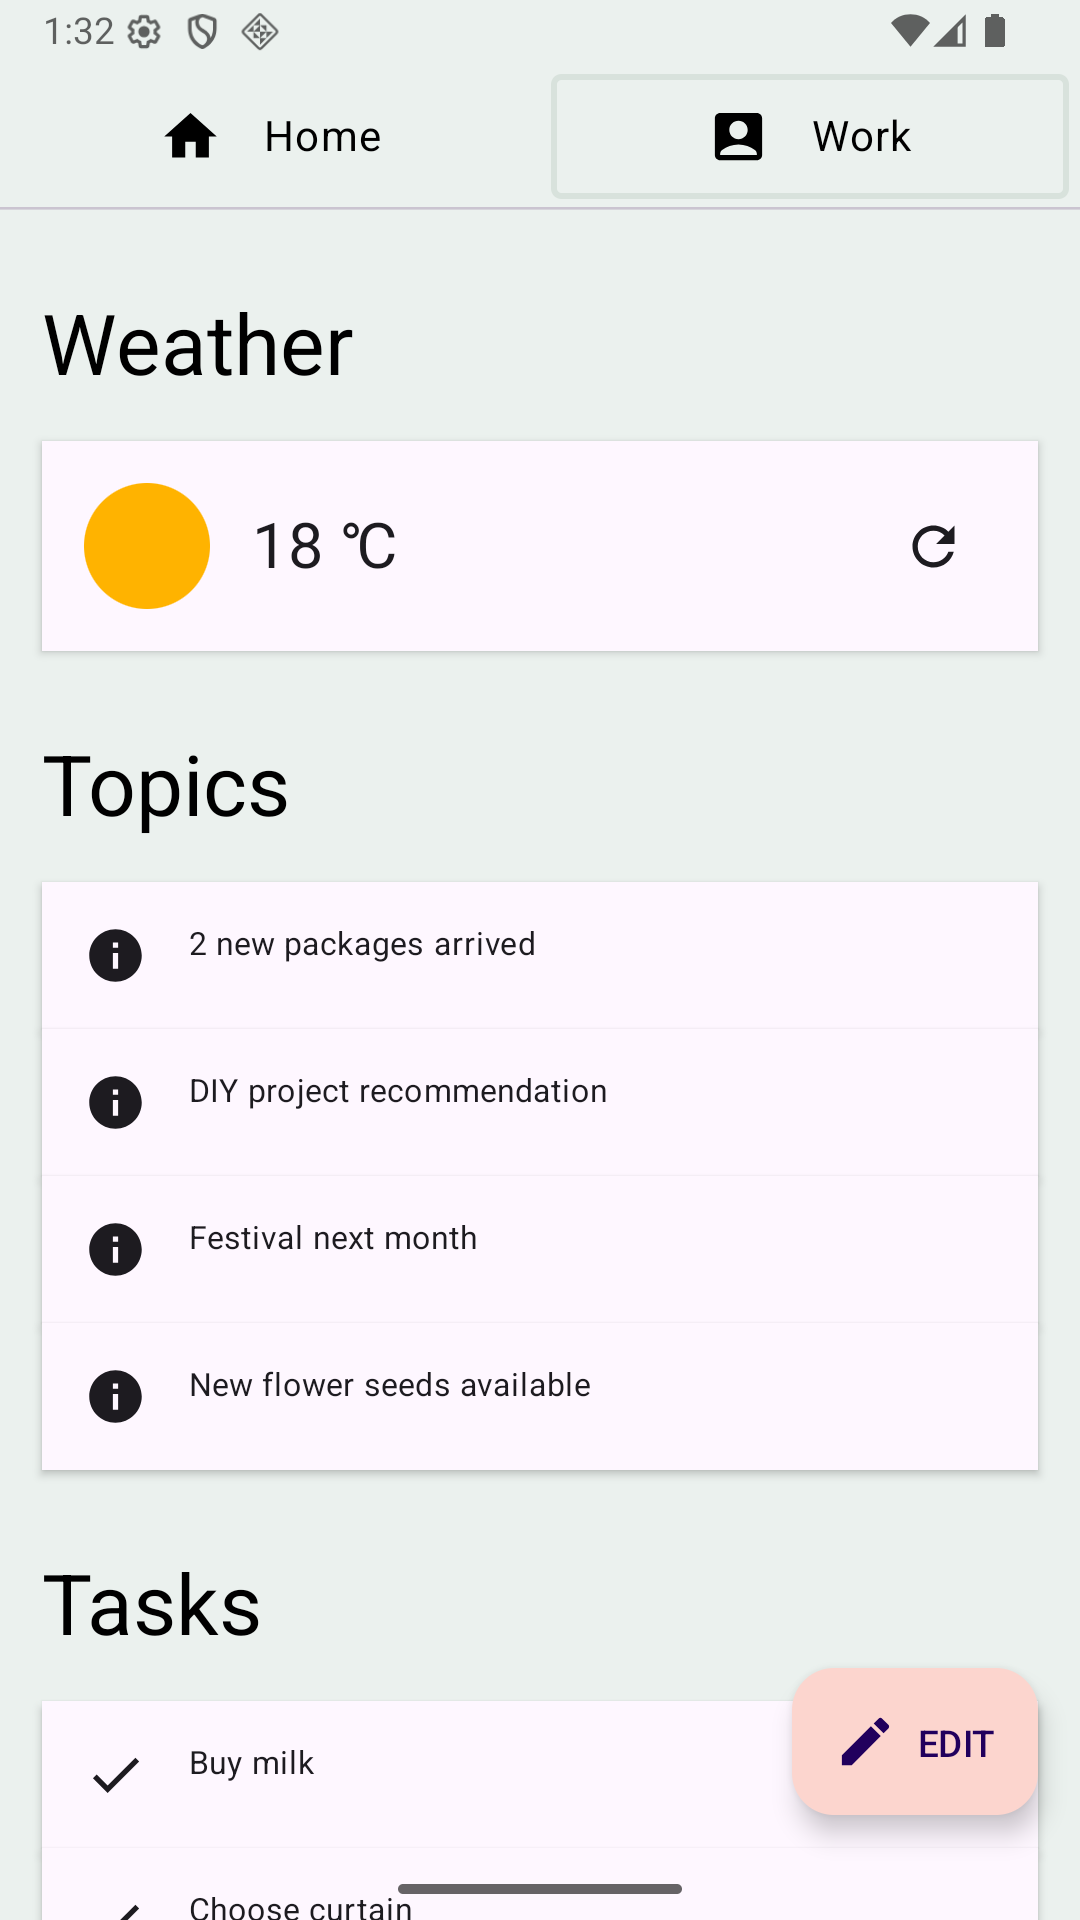 1:32
Home
Work
Weather
18 ℃
Topics
2 new packages arrived
DIY project recommendation
Festival next month
New flower seeds available
Tasks
Buy milk
EDIT
Choose curtain